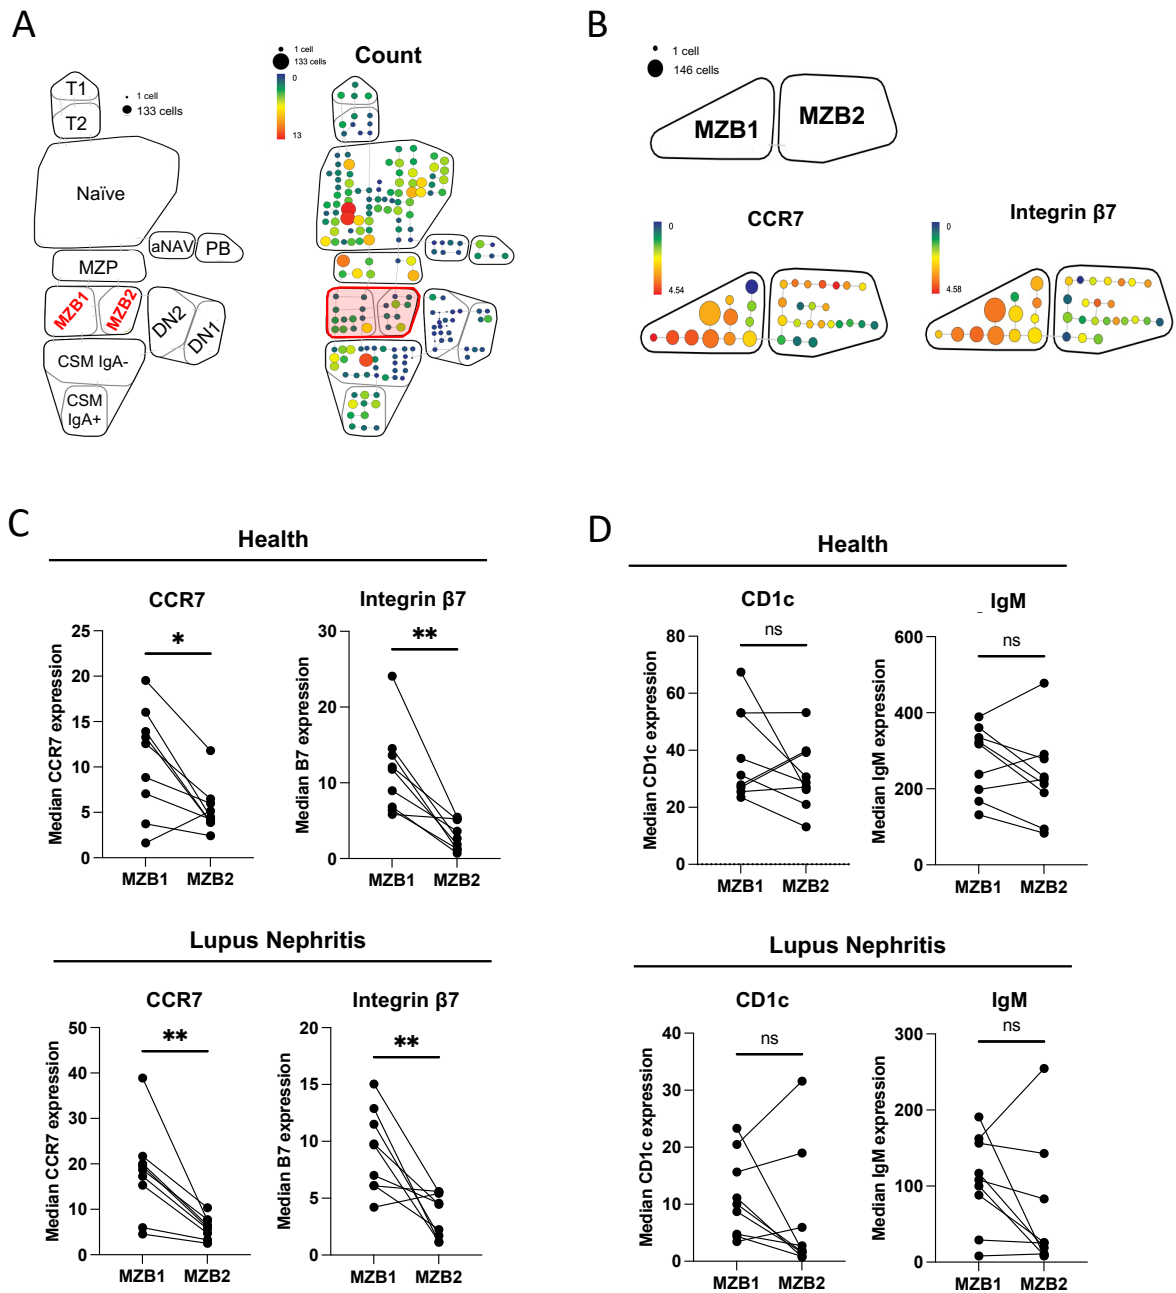 A
T1
T2
1 cell
133 cells
Naïve
aNAV
PB
MZP
MZB1
MZB2
DN2
DN1
CSM IgA-
CSM
IgA+
1 cell
133 cells
Count
0
13
B
1 cell
146 cells
MZB1
MZB2
CCR7
0
4.54
Integrin β7
0
4.58
C
Health
CCR7
Median CCR7 expression
25
20
15
10
5
0
*
MZB1
MZB2
Integrin β7
Median B7 expression
30
20
10
0
**
MZB1
MZB2
Lupus Nephritis
CCR7
Median CCR7 expression
50
40
30
20
10
0
**
MZB1
MZB2
Integrin β7
Median B7 expression
20
15
10
5
0
**
MZB1
MZB2
D
Health
CD1c
Median CD1c expression
80
60
40
20
0
ns
MZB1
MZB2
IgM
Median IgM expression
600
400
200
0
ns
MZB1
MZB2
Lupus Nephritis
CD1c
Median CD1c expression
40
30
20
10
0
ns
MZB1
MZB2
IgM
Median IgM expression
300
200
100
0
ns
MZB1
MZB2